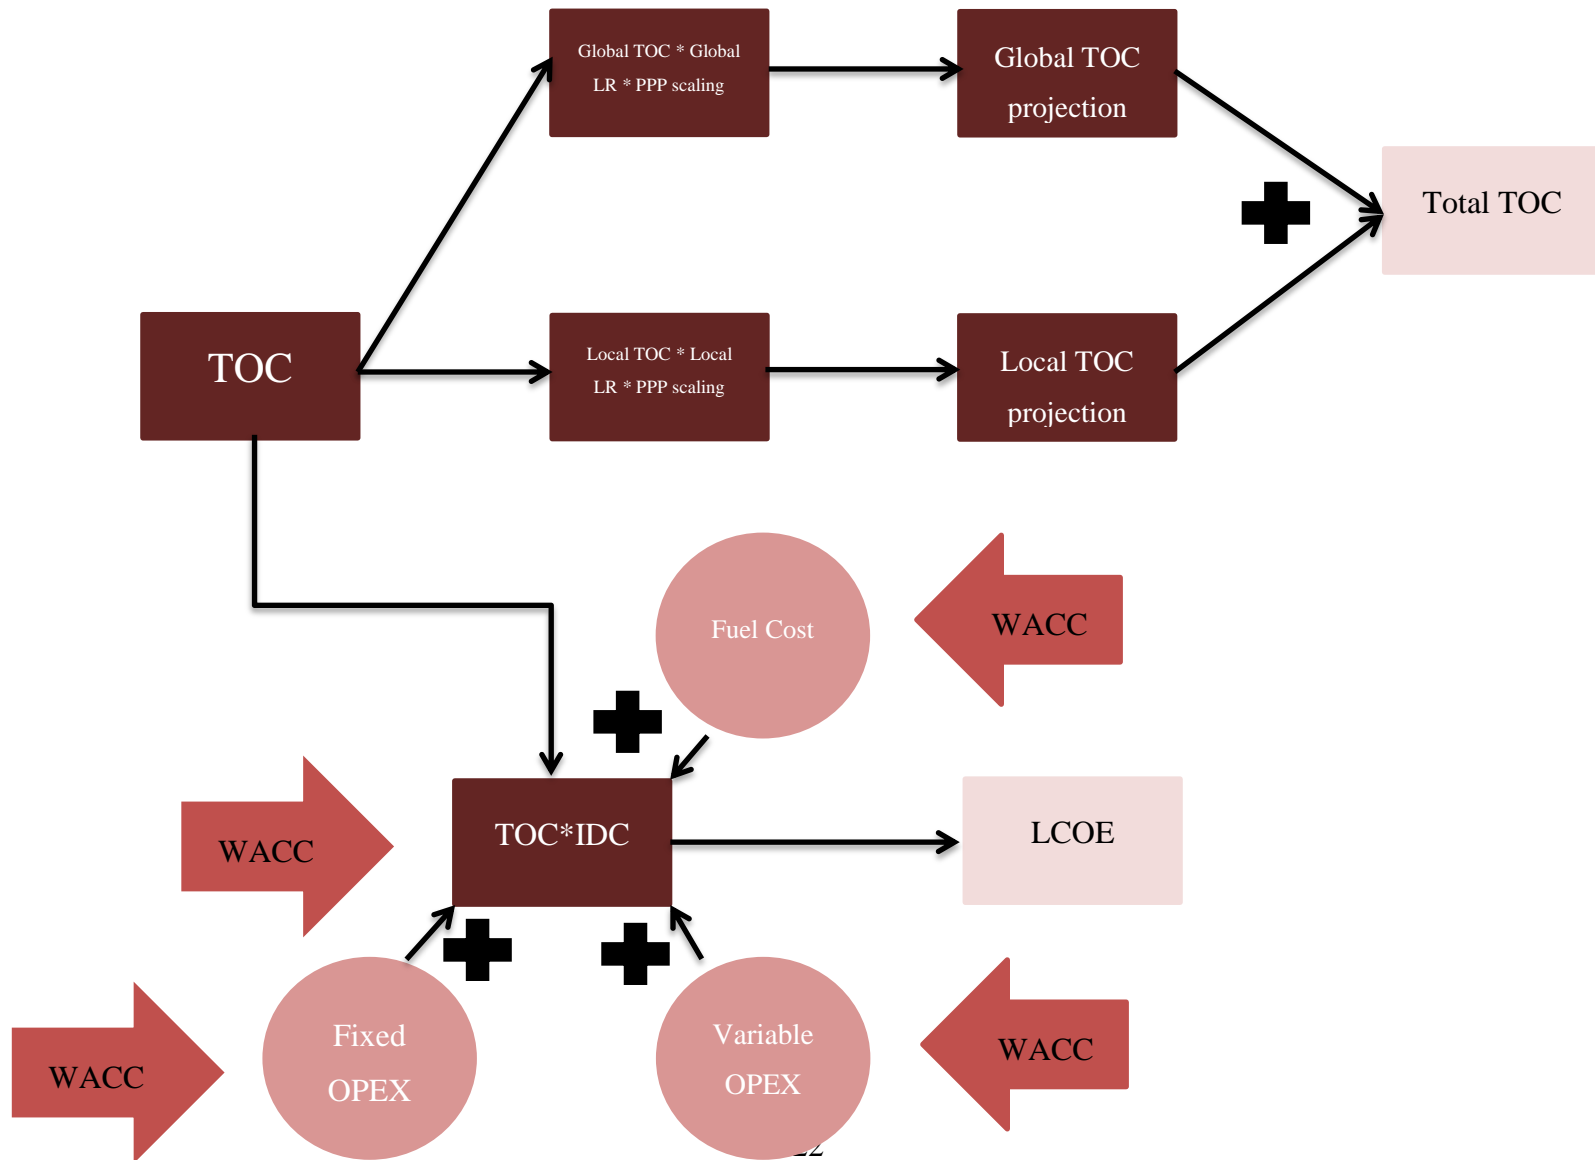 Global TOC * Global
LR * PPP scaling
Global TOC
projection
Total TOC
TOC
Local TOC * Local
LR * PPP scaling
Local TOC
projection
Fuel Cost
WACC
WACC
TOC*IDC
LCOE
WACC
Fixed
OPEX
Variable
OPEX
WACC